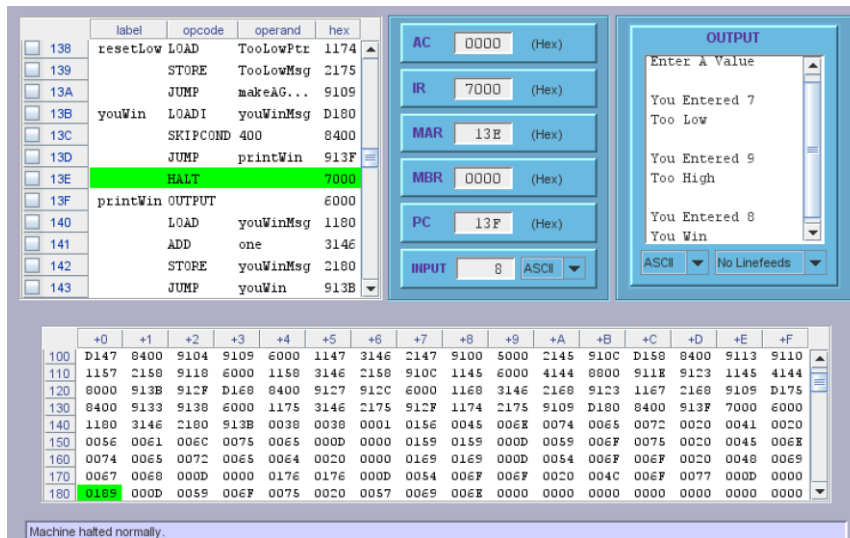 label opcode operand hex
138 resetLow LOAD TooLowPtr 1174
139 STORE TooLowMsg 2175
13A JUMP makeAG... 9109
13B youWin LOADI youWinMsg D180
13C SKIPCOND 400 8400
13D JUMP printWin 913F
13E HALT 7000
13F printWin OUTPUT 6000
140 LOAD youWinMsg 1180
141 ADD one 3146
142 STORE youWinMsg 2180
143 JUMP youWin 913B
AC 0000 (Hex)
IR 7000 (Hex)
MAR 13E (Hex)
MBR 0000 (Hex)
PC 13F (Hex)
INPUT 8 ASCII
OUTPUT
Enter A Value
You Entered 7
Too Low
You Entered 9
Too High
You Entered 8
You Win
ASCII No Linefeeds
+0 +1 +2 +3 +4 +5 +6 +7 +8 +9 +A +B +C +D +E +F
100 D147 8400 9104 9109 6000 1147 3146 2147 9100 5000 2145 910C D158 8400 9113 9110
110 1157 2158 9118 6000 1158 3146 2158 910C 1145 6000 4144 8800 911E 9123 1145 4144
120 8000 913B 912F D168 8400 9127 912C 6000 1168 3146 2168 9123 1167 2168 9109 D175
130 8400 9133 9138 6000 1175 3146 2175 912F 1174 2175 9109 D180 8400 913F 7000 6000
140 1180 3146 2180 913B 0038 0038 0001 0156 0045 006E 0074 0065 0072 0020 0041 0020
150 0056 0061 006C 0075 0065 000D 0000 0159 0159 000D 0059 006F 0075 0020 0045 006E
160 0074 0065 0072 0065 0064 0020 0000 0169 0169 000D 0054 006F 006F 0020 0048 0069
170 0067 0068 000D 0000 0176 0176 000D 0054 006F 006F 0020 004C 006F 0077 000D 0000
180 0189 000D 0059 006F 0075 0020 0057 0069 006E 0000 0000 0000 0000 0000 0000 0000
Machine halted normally.